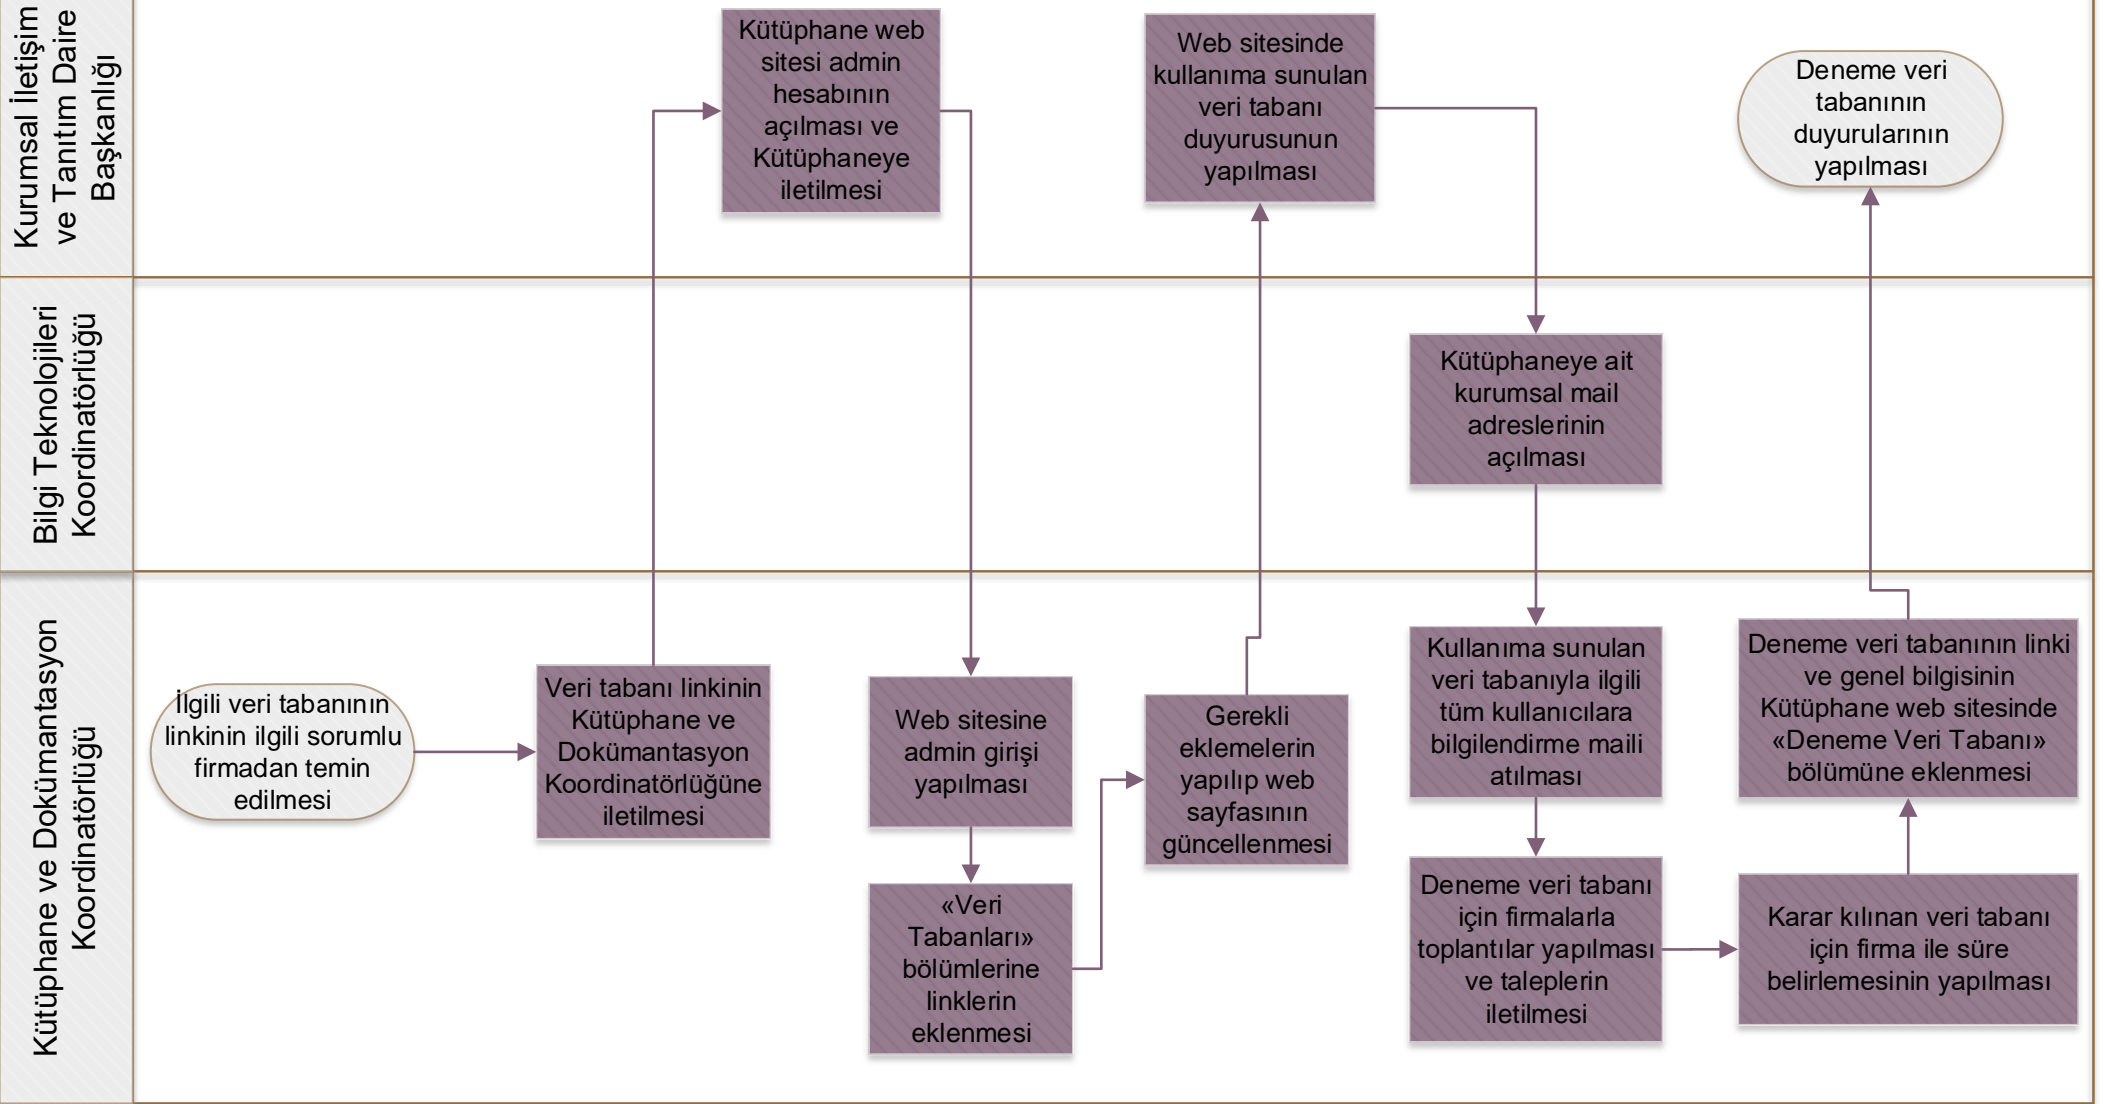 Kurumsal İletişim
ve Tanıtım Daire
Başkanlığı
Kütüphane web
sitesi admin
hesabının
açılması ve
Kütüphaneye
iletilmesi
Web sitesinde
kullanıma sunulan
veri tabanı
duyurusunun
yapılması
Deneme veri
tabanının
duyurularının
yapılması
Bilgi Teknolojileri
Koordinatörlüğü
Kütüphaneye ait
kurumsal mail
adreslerinin
açılması
Kütüphane ve Dokümantasyon
Koordinatörlüğü
İlgili veri tabanının
linkinin ilgili sorumlu
firmadan temin
edilmesi
Veri tabanı linkinin
Kütüphane ve
Dokümantasyon
Koordinatörlüğüne
iletilmesi
Web sitesine
admin girişi
yapılması
«Veri
Tabanları»
bölümlerine
linklerin
eklenmesi
Gerekli
eklemelerin
yapılıp web
sayfasının
güncellenmesi
Kullanıma sunulan
veri tabanıyla ilgili
tüm kullanıcılara
bilgilendirme maili
atılması
Deneme veri tabanı
için firmalarla
toplantılar yapılması
ve taleplerin
iletilmesi
Karar kılınan veri tabanı
için firma ile süre
belirlemesinin yapılması
Deneme veri tabanının linki
ve genel bilgisinin
Kütüphane web sitesinde
«Deneme Veri Tabanı»
bölümüne eklenmesi